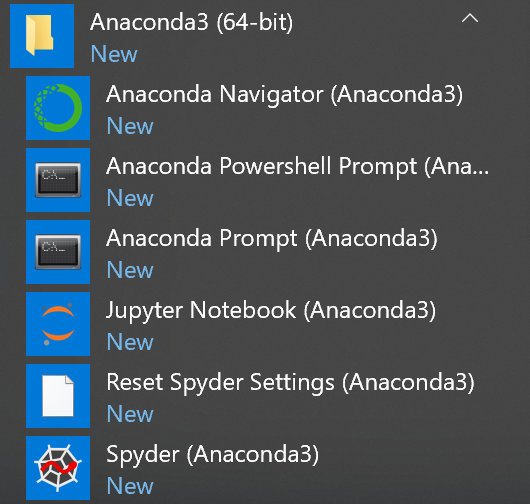 Anaconda3 (64-bit)
New
Anaconda Navigator (Anaconda3)
New
Anaconda Powershell Prompt (Ana...
New
C:\_
Anaconda Prompt (Anaconda3)
New
C:\_
Jupyter Notebook (Anaconda3)
New
Reset Spyder Settings (Anaconda3)
New
Spyder (Anaconda3)
New